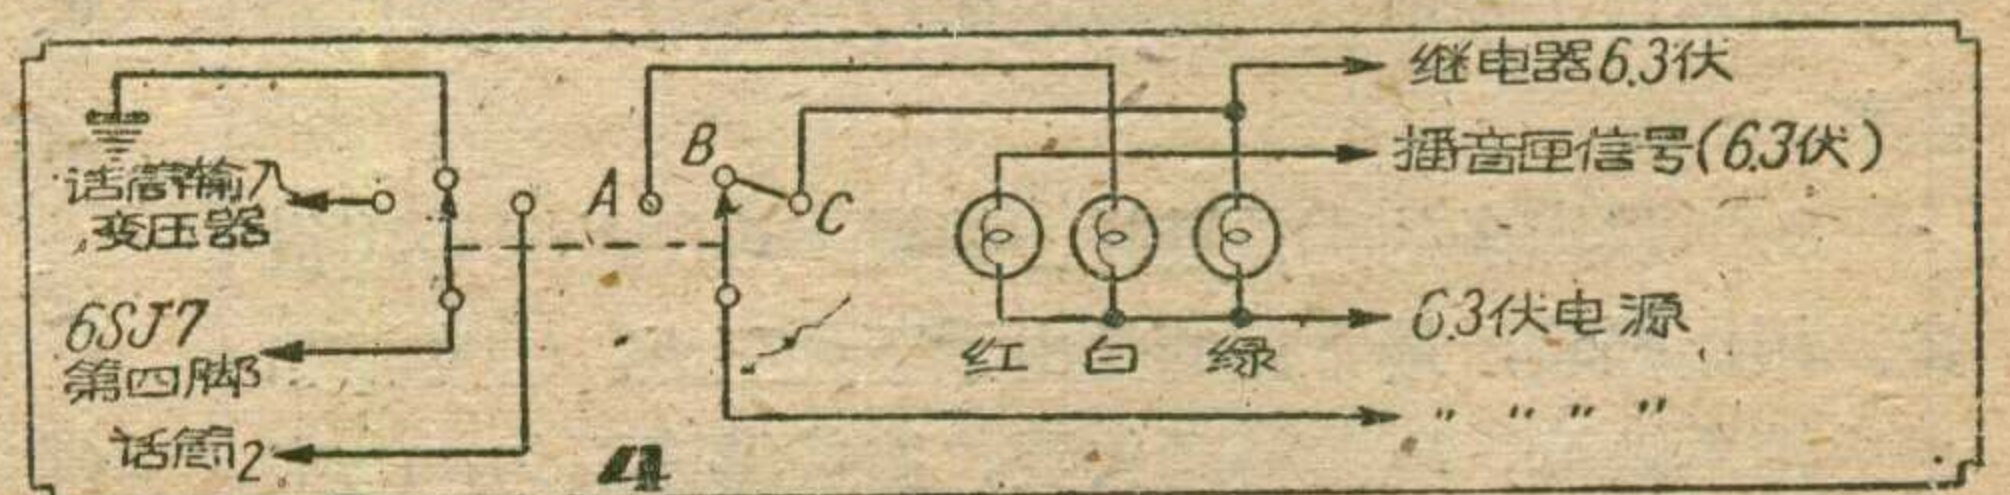 继电器6.3伏
播音匣信号(6.3伏)
话筒输入
变压器
B
A
C
6SJ7
第四脚
6.3伏电源
红 白 绿
" " " "
话筒2
4